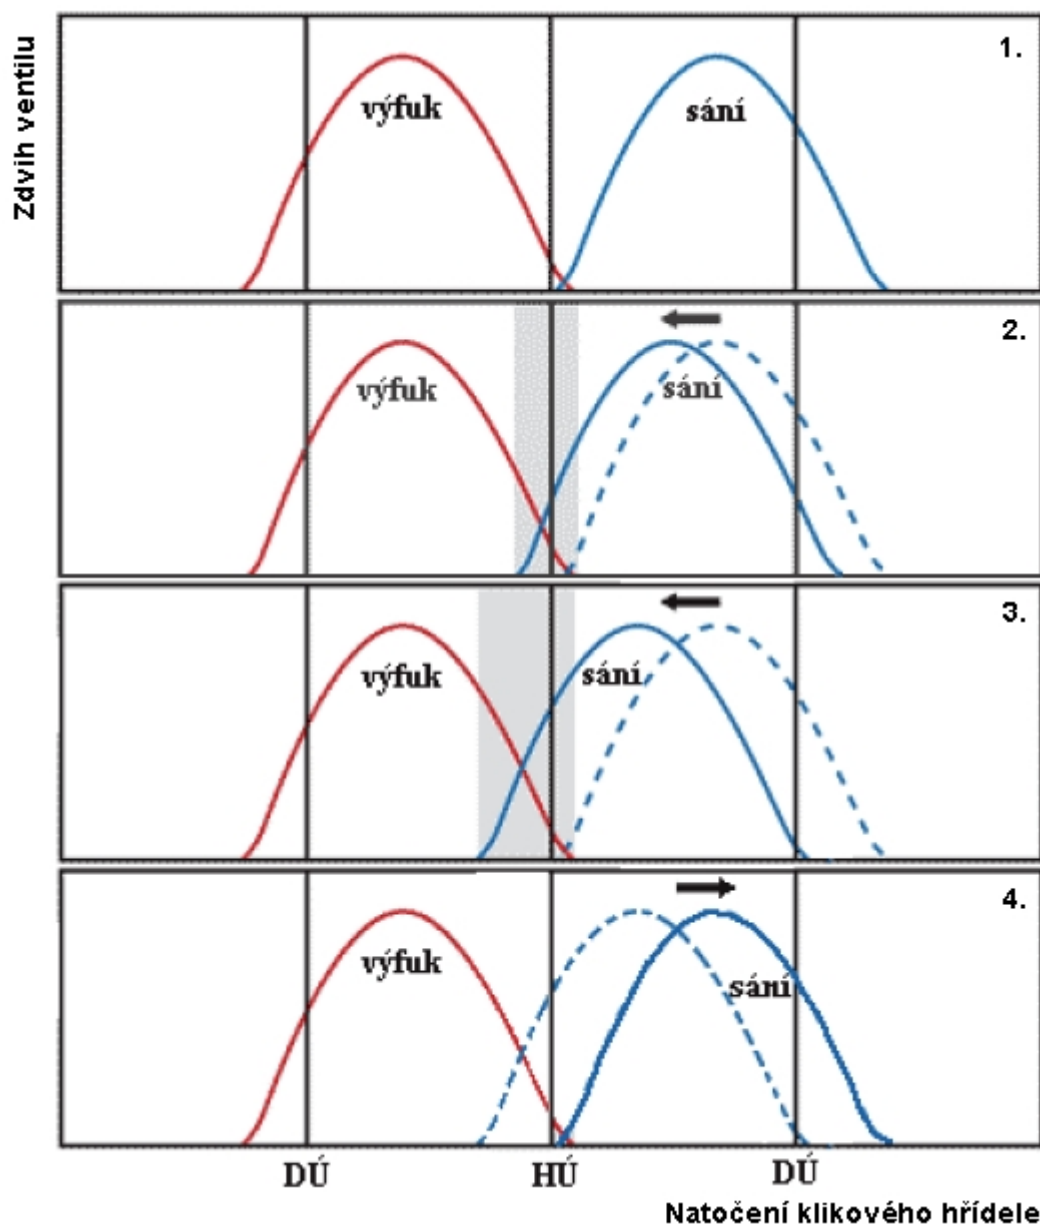 Zdvih ventilu
1.
výfuk
sání
2.
výfuk
sání
3.
výfuk
sání
4.
výfuk
sání
DÚ
HÚ
DÚ
Natočení klikového hřídele